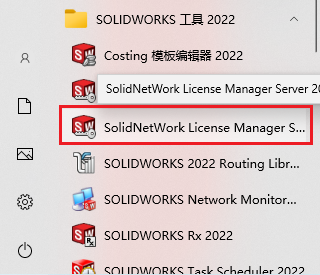 SOLIDWORKS 工具 2022
Costing 模板编辑器 2022
SolidNetWork License Manager Server 20
SolidNetWork License Manager S...
SOLIDWORKS 2022 Routing Libr...
SOLIDWORKS Network Monitor...
SOLIDWORKS Rx 2022
SOLIDWORKS Task Scheduler 2022